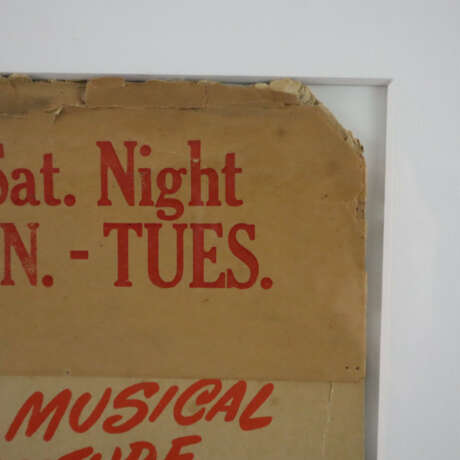 Sat. Night
N. - TUES.
MUSICAL